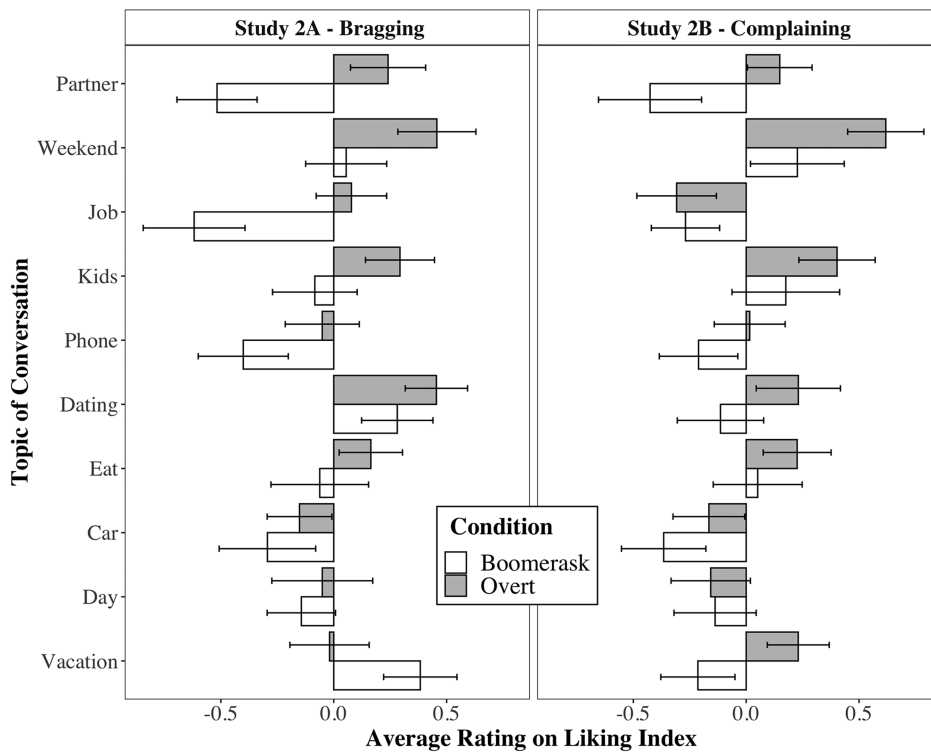 Study 2A - Bragging
Study 2B - Complaining
Topic of Conversation
Partner
Weekend
Job
Kids
Phone
Dating
Eat
Car
Day
Vacation
Condition
Boomerask
Overt
-0.5 0.0 0.5
-0.5 0.0 0.5
Average Rating on Liking Index